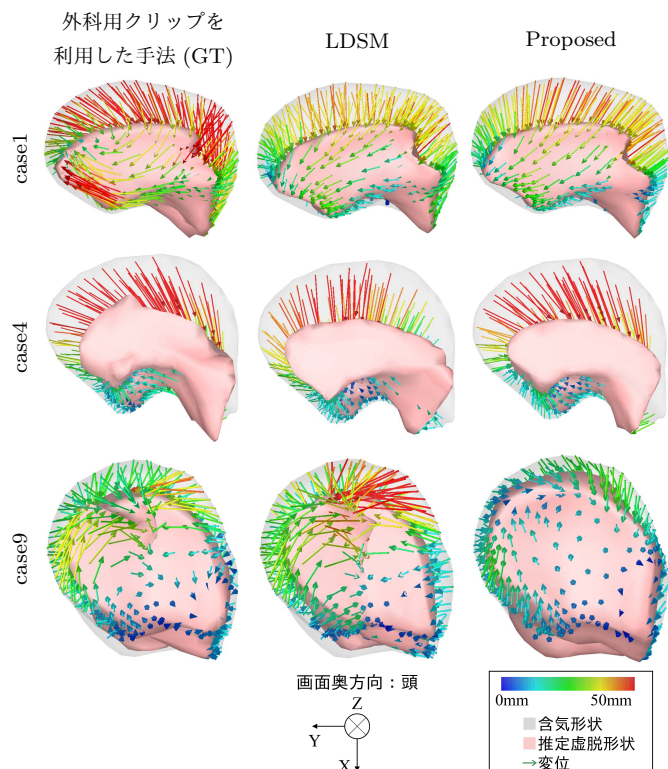 外科用クリップを
利用した手法 (GT)
LDSM
Proposed
case1
case4
case9
画面奥方向：頭
Z
Y
X
0mm 50mm
含気形状
推定虚脱形状
変位